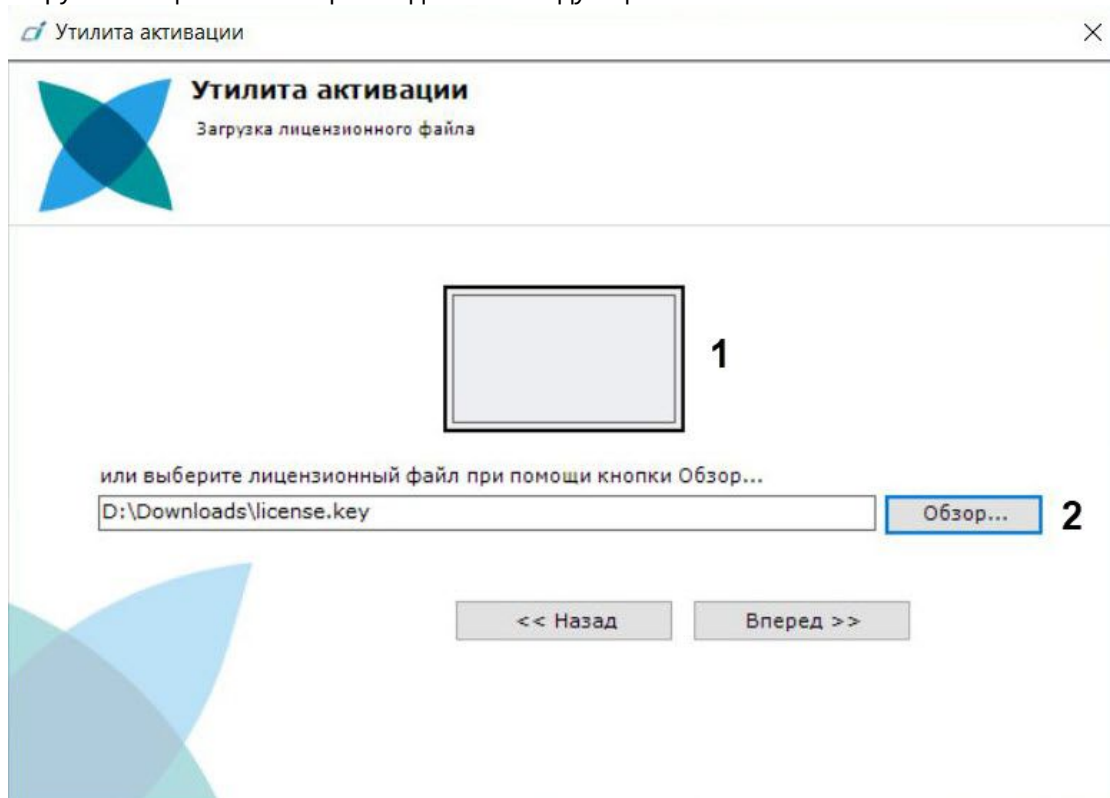 Утилита активации
Утилита активации
Загрузка лицензионного файла
1
или выберите лицензионный файл при помощи кнопки Обзор...
D:\Downloads\license.key
Обзор...
2
<< Назад
Вперед >>